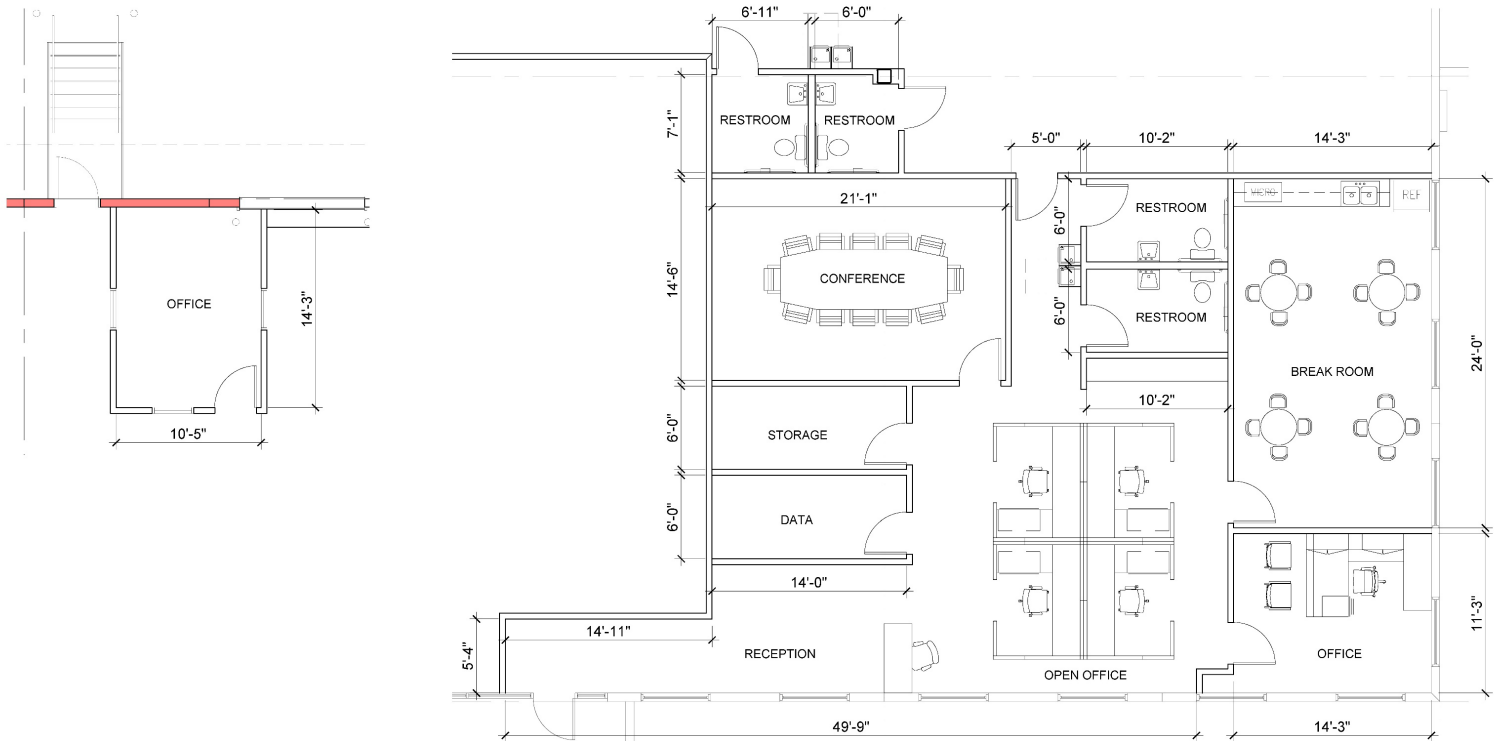 6'-11"
6'-0"
RESTROOM
RESTROOM
7'-1"
5'-0"
10'-2"
14'-3"
21'-1"
MICRO
REF
RESTROOM
6'-0"
CONFERENCE
14'-6"
OFFICE
14'-3"
6'-0"
RESTROOM
24'-0"
BREAK ROOM
10'-2"
10'-5"
6'-0"
STORAGE
6'-0"
DATA
14'-0"
14'-11"
5'-4"
RECEPTION
OPEN OFFICE
OFFICE
11'-3"
49'-9"
14'-3"